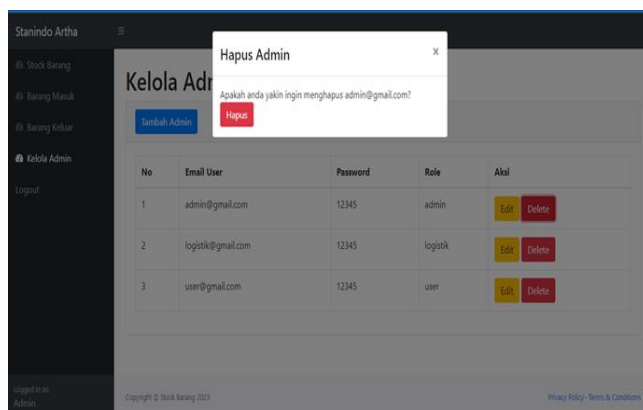 Stanindo Artha
Stock Barang
Barang Masuk
Barang Keluar
Kelola Admin
Logout
Logged in as:
Admin
Kelola Adm
Tambah Admin
Hapus Admin
x
Apakah anda yakin ingin menghapus admin@gmail.com?
Hapus
No Email User Password Role Aksi
1 admin@gmail.com 12345 admin Edit Delete
2 logistik@gmail.com 12345 logistik Edit Delete
3 user@gmail.com 12345 user Edit Delete
Copyright © Stock Barang 2023 Privacy Policy · Terms & Conditions